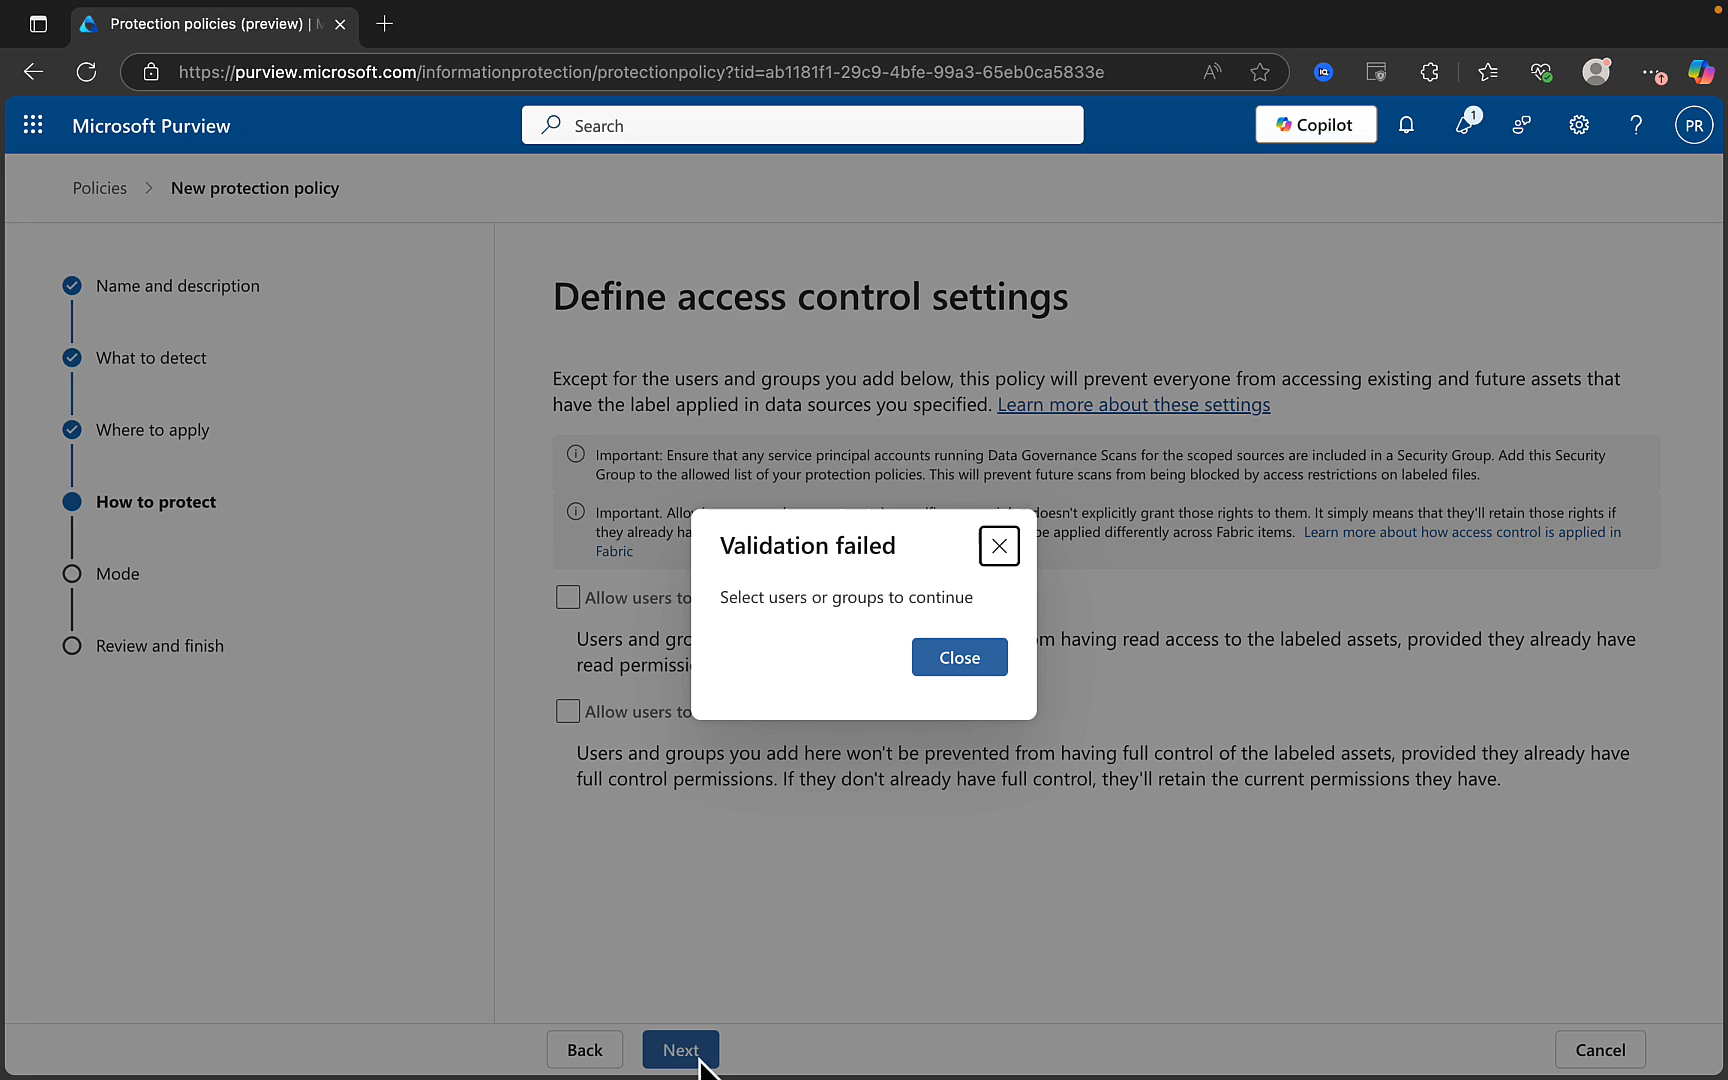 Protection policies (preview) |
https://purview.microsoft.com/informationprotection/protectionpolicy?tid=ab1181f1-29c9-4bfe-99a3-65eb0ca5833e
Microsoft Purview
Search
Copilot
1
PR
Policies > New protection policy
Name and description
What to detect
Where to apply
How to protect
Mode
Review and finish
Define access control settings
Except for the users and groups you add below, this policy will prevent everyone from accessing existing and future assets that
have the label applied in data sources you specified. Learn more about these settings
Important: Ensure that any service principal accounts running Data Governance Scans for the scoped sources are included in a Security Group. Add this Security
Group to the allowed list of your protection policies. This will prevent future scans from being blocked by access restrictions on labeled files.
Important. doesn't explicitly grant those rights to them. It simply means that they'll retain those rights if
they already be applied differently across Fabric items. Learn more about how access control is applied in
Fabric
Validation failed
Select users or groups to continue
Close
Allow users to
Users and having read access to the labeled assets, provided they already have
read
Allow users to
Users and groups you add here won't be prevented from having full control of the labeled assets, provided they already have
full control permissions. If they don't already have full control, they'll retain the current permissions they have.
Back
Next
Cancel